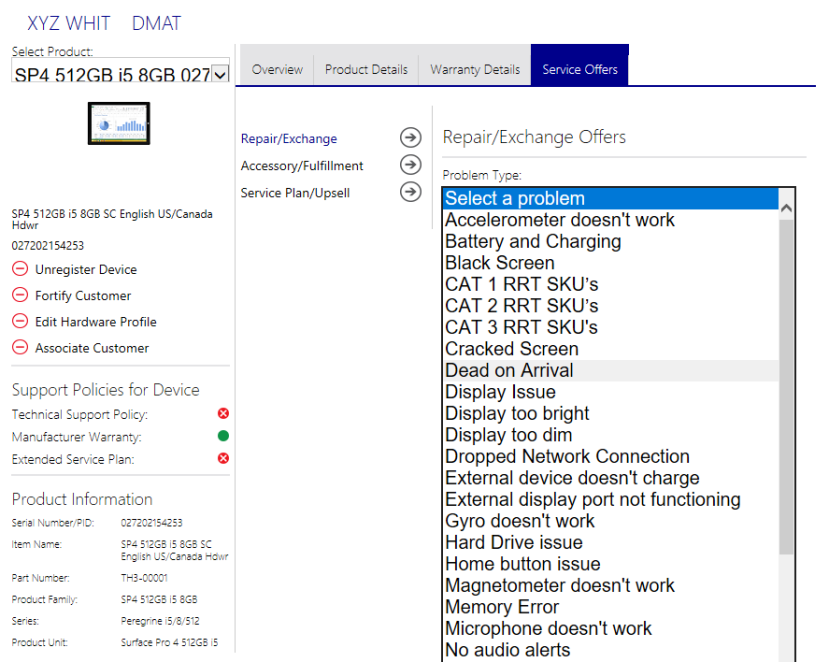 XYZ WHIT DMAT
Select Product:
SP4 512GB i5 8GB 027
SP4 512GB i5 8GB SC English US/Canada
Hdwr
027202154253
Unregister Device
Fortify Customer
Edit Hardware Profile
Associate Customer
Support Policies for Device
Technical Support Policy:
Manufacturer Warranty:
Extended Service Plan:
Product Information
Serial Number/PID: 027202154253
Item Name: SP4 512GB i5 8GB SC
English US/Canada Hdwr
Part Number: TH3-00001
Product Family: SP4 512GB i5 8GB
Series: Peregrine i5/8/512
Product Unit: Surface Pro 4 512GB i5
Overview Product Details Warranty Details Service Offers
Repair/Exchange
Accessory/Fulfillment
Service Plan/Upsell
Repair/Exchange Offers
Problem Type:
Select a problem
Accelerometer doesn't work
Battery and Charging
Black Screen
CAT 1 RRT SKU’s
CAT 2 RRT SKU’s
CAT 3 RRT SKU's
Cracked Screen
Dead on Arrival
Display Issue
Display too bright
Display too dim
Dropped Network Connection
External device doesn't charge
External display port not functioning
Gyro doesn't work
Hard Drive issue
Home button issue
Magnetometer doesn't work
Memory Error
Microphone doesn't work
No audio alerts